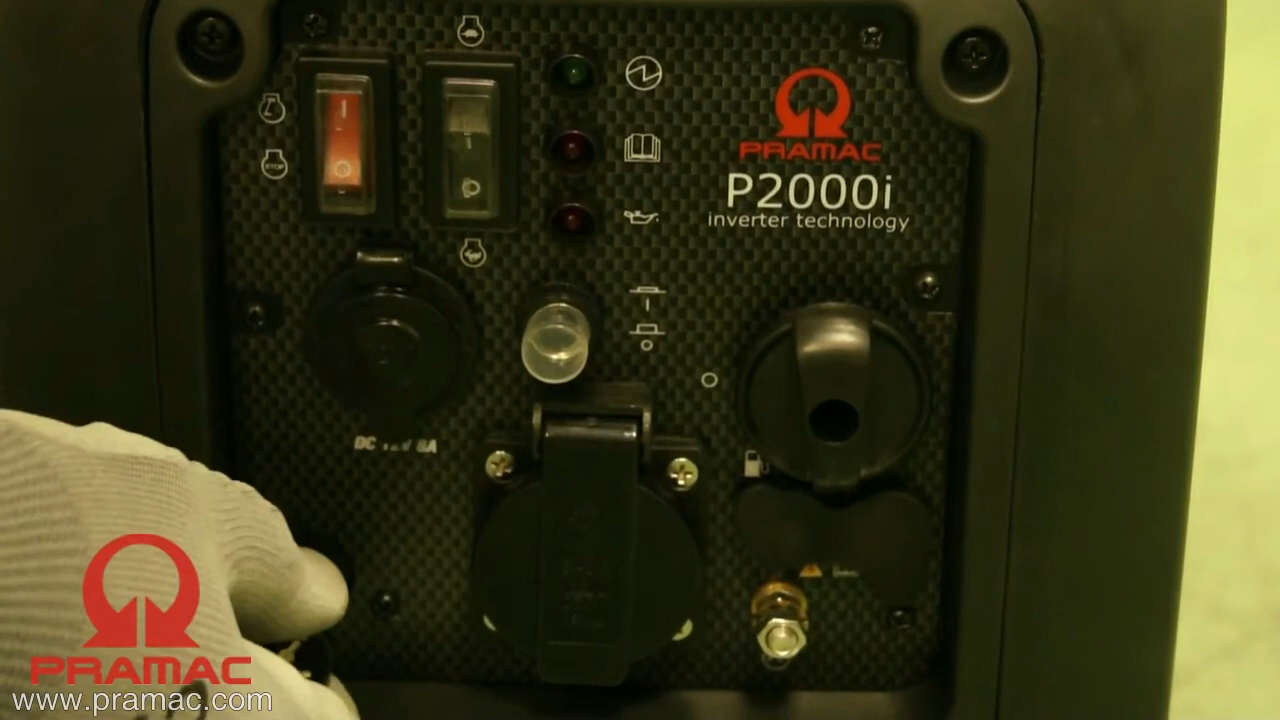 STOP
PRAMAC
P2000i
inverter technology
DC 12V 8A
PRAMAC
www.pramac.com